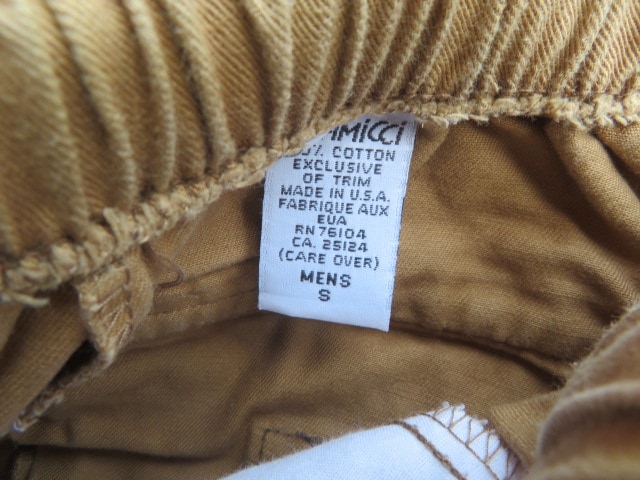 COTTON
EXCLUSIVE
OF TRIM
MADE IN U.S.A.
FABRIQUE AUX
EUA
RN 76104
CA. 25124
(CARE OVER)
MENS
S